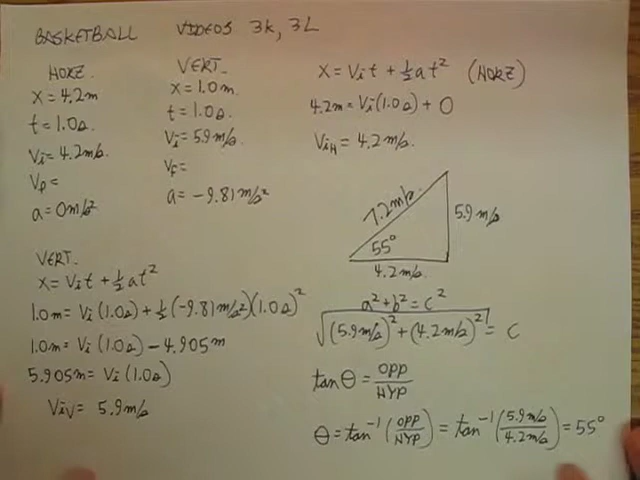 BASKETBALL VIDEOS 3K, 3L
HORZ.
X = 4.2m
t = 1.0s.
Vi = 4.2m/s.
VF =
a = 0m/s²
VERT.
X = 1.0m.
t = 1.0s.
Vi = 5.9m/s.
VF =
a = -9.81m/s²
VERT.
X = Vit + ½at²
1.0m = Vi(1.0s) + ½(-9.81m/s²)(1.0s)²
1.0m = Vi(1.0s) - 4.905m
5.905m = Vi(1.0s)
Viv = 5.9m/s
X = Vit + ½at² (HORZ)
4.2m = Vi(1.0s) + 0
ViH = 4.2m/s.
7.2m/s
5.9m/s
55°
4.2m/s.
a² + b² = c²
√(5.9m/s)² + (4.2m/s)² = C
tanθ = OPP/HYP
θ = tan⁻¹(OPP/HYP) = tan⁻¹(5.9m/s/4.2m/s) = 55°